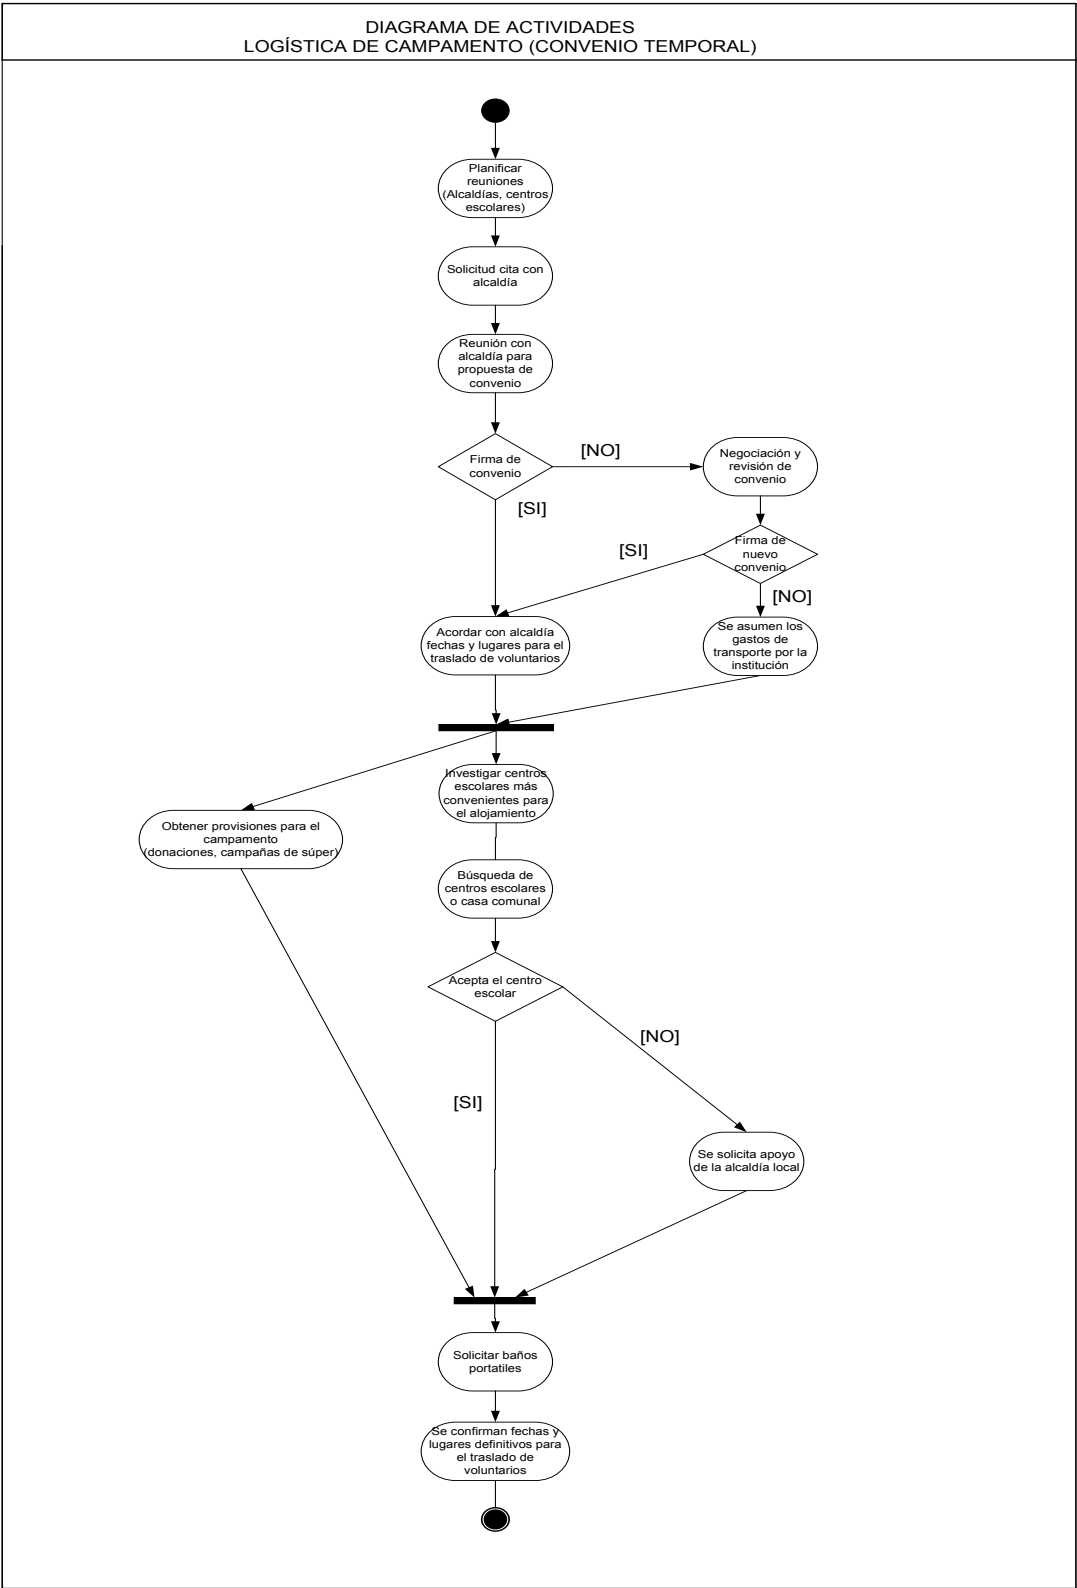 DIAGRAMA DE ACTIVIDADES
LOGÍSTICA DE CAMPAMENTO (CONVENIO TEMPORAL)
Planificar
reuniones
(Alcaldías, centros
escolares)
Solicitud cita con
alcaldía
Reunión con
alcaldía para
propuesta de
convenio
Firma de
convenio
[NO]
Negociación y
revisión de
convenio
[SI]
Firma de
nuevo
convenio
[SI]
[NO]
Acordar con alcaldía
fechas y lugares para el
traslado de voluntarios
Se asumen los
gastos de
transporte por la
institución
Investigar centros
escolares más
convenientes para
el alojamiento
Obtener provisiones para el
campamento
(donaciones, campañas de súper)
Búsqueda de
centros escolares
o casa comunal
Acepta el centro
escolar
[NO]
[SI]
Se solicita apoyo
de la alcaldía local
Solicitar baños
portatiles
Se confirman fechas y
lugares definitivos para
el traslado de
voluntarios